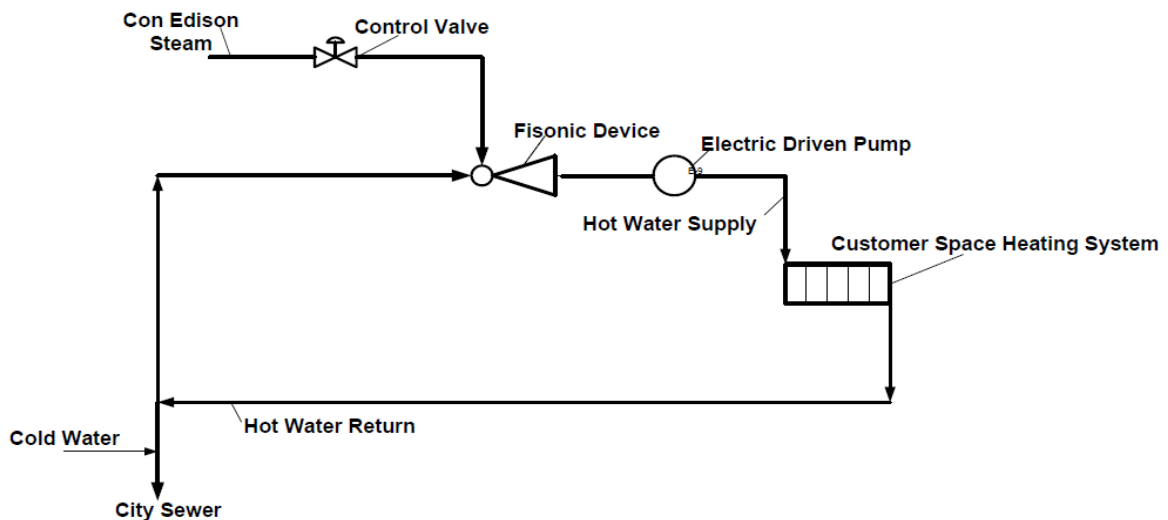 Con Edison
Steam
Control Valve
Fisonic Device
Electric Driven Pump
E-9
Hot Water Supply
Customer Space Heating System
Hot Water Return
Cold Water
City Sewer